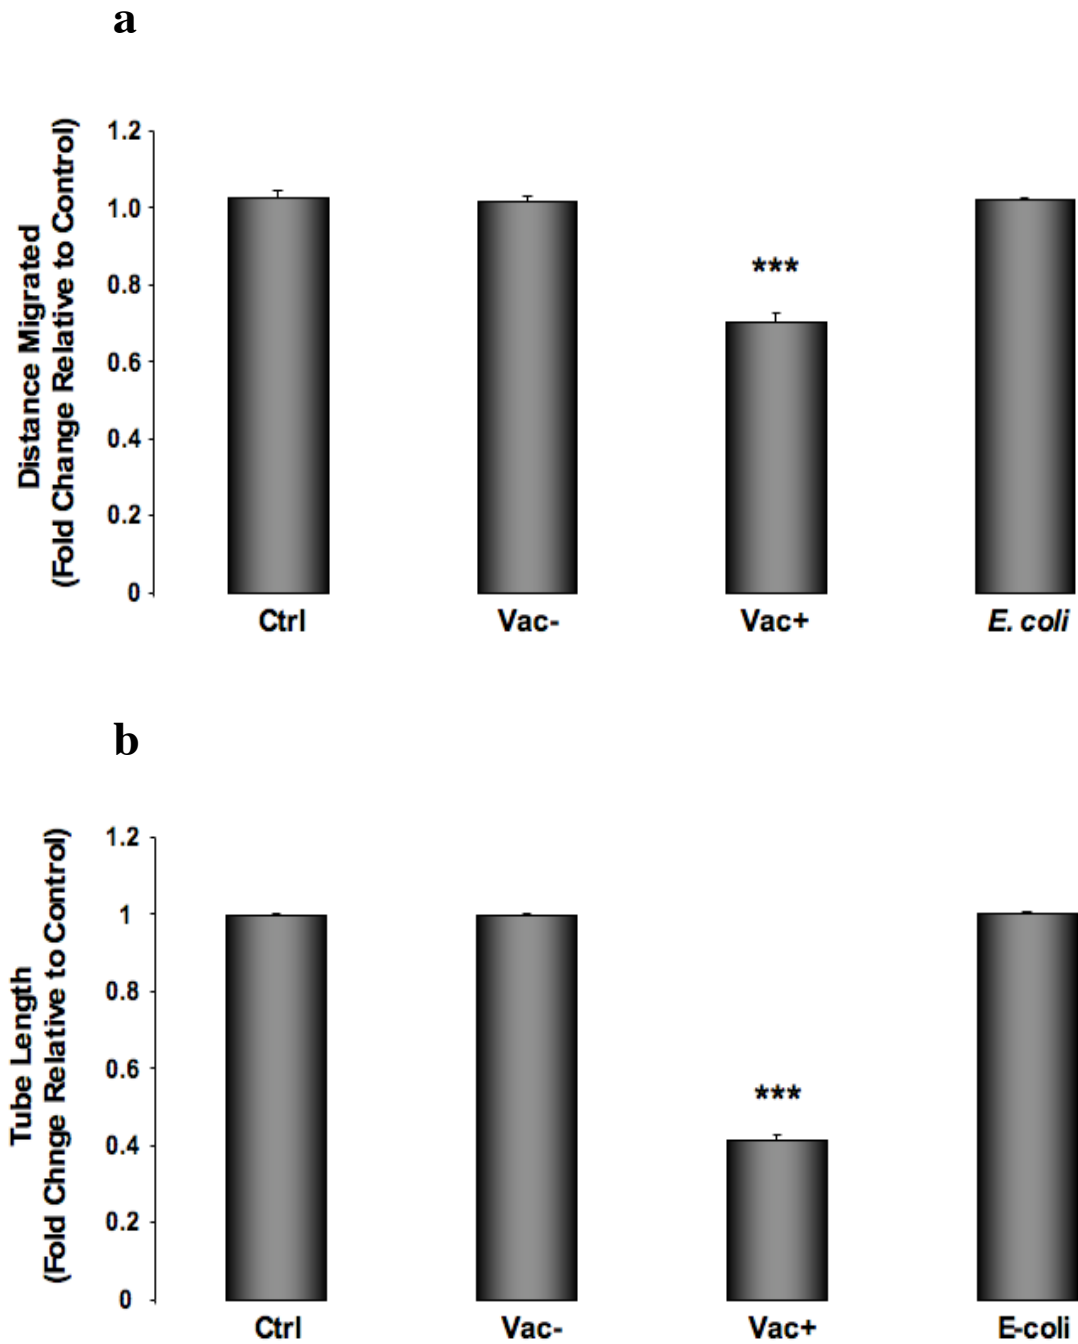 a
Distance Migrated
(Fold Change Relative to Control)
1.2
1.0
0.8
0.6
0.4
0.2
0
***
Ctrl Vac- Vac+ E. coli
b
Tube Length
(Fold Chnge Relative to Control)
1.2
1
0.8
0.6
0.4
0.2
0
***
Ctrl Vac- Vac+ E-coli